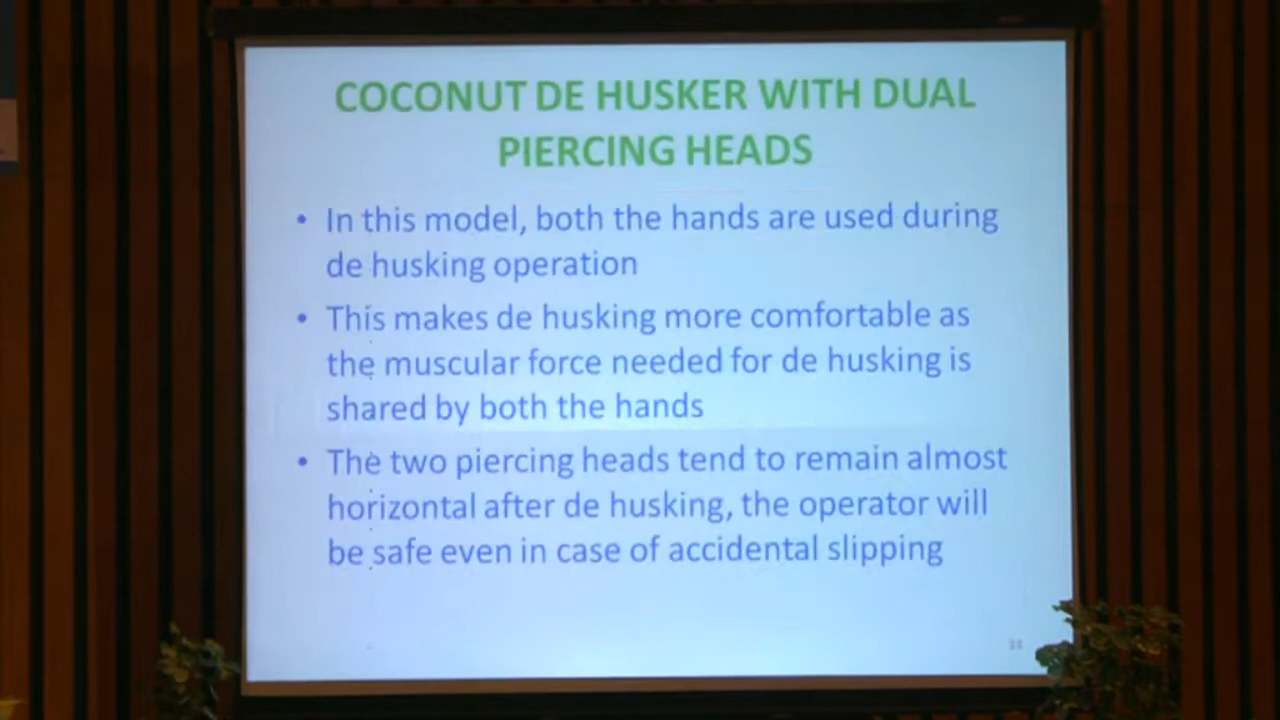 COCONUT DE HUSKER WITH DUAL
PIERCING HEADS
• In this model, both the hands are used during
de husking operation
• This makes de husking more comfortable as
the muscular force needed for de husking is
shared by both the hands
• The two piercing heads tend to remain almost
horizontal after de husking, the operator will
be safe even in case of accidental slipping